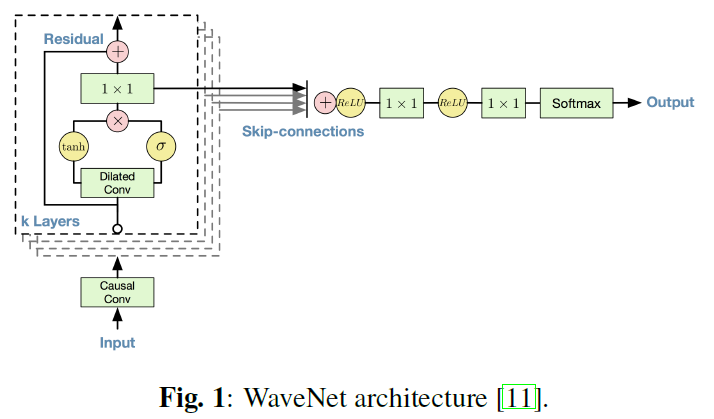 Residual
+
1 × 1
×
tanh
σ
Dilated
Conv
k Layers
Causal
Conv
Input
Skip-connections
+
ReLU
1 × 1
ReLU
1 × 1
Softmax
Output
Fig. 1: WaveNet architecture [11].